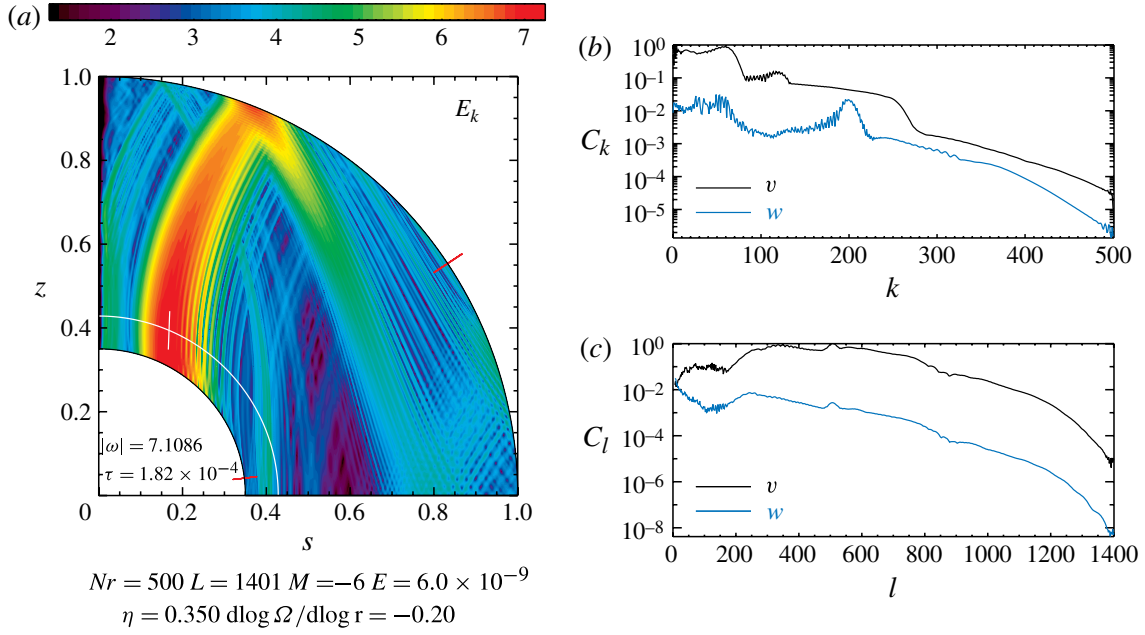 (a)
2 3 4 5 6 7
E_k
1.0
0.8
0.6
z
0.4
0.2
|ω| = 7.1086
τ = 1.82 × 10⁻⁴
0 0.2 0.4 0.6 0.8 1.0
s
Nr = 500 L = 1401 M =−6 E = 6.0 × 10⁻⁹
η = 0.350 dlog Ω/dlog r = −0.20
(b)
10⁰
10⁻¹
10⁻²
C_k 10⁻³
10⁻⁴
10⁻⁵
v
w
0 100 200 300 400 500
k
(c)
10⁰
10⁻²
C_l 10⁻⁴
10⁻⁶
10⁻⁸
v
w
0 200 400 600 800 1000 1200 1400
l